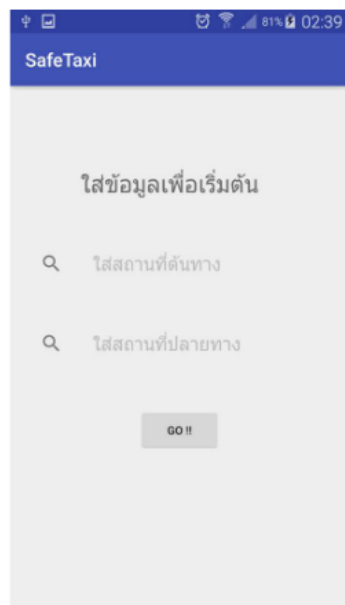 81% 02:39
SafeTaxi
ใส่ข้อมูลเพื่อเริ่มต้น
ใส่สถานที่ต้นทาง
ใส่สถานที่ปลายทาง
GO !!